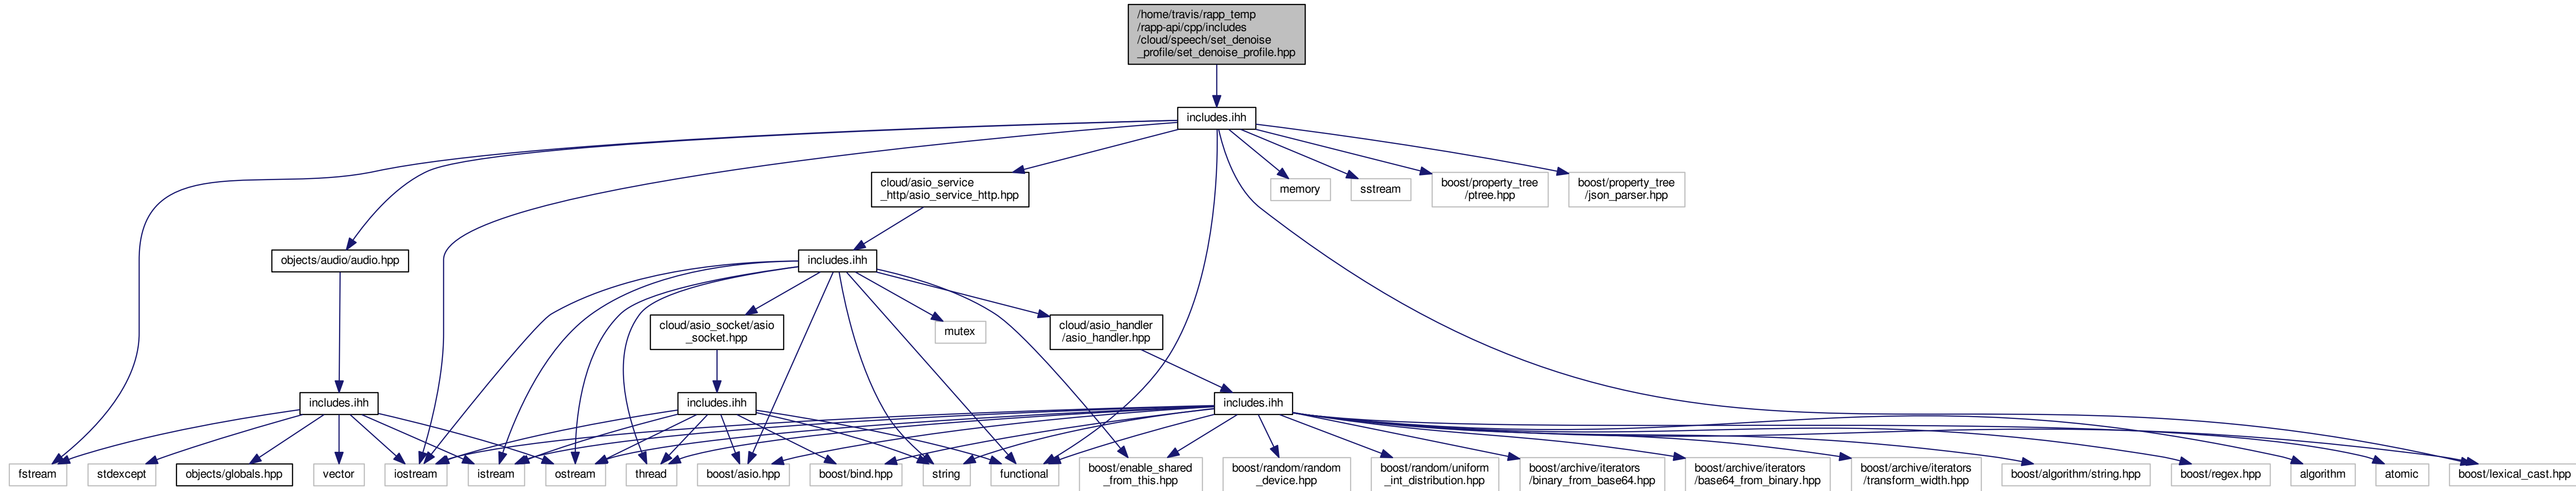 /home/travis/rapp_temp
/rapp-api/cpp/includes
/cloud/speech/set_denoise
_profile/set_denoise_profile.hpp
includes.ihh
cloud/asio_service
_http/asio_service_http.hpp
memory
sstream
boost/property_tree
/ptree.hpp
boost/property_tree
/json_parser.hpp
objects/audio/audio.hpp
includes.ihh
cloud/asio_socket/asio
_socket.hpp
mutex
cloud/asio_handler
/asio_handler.hpp
includes.ihh
includes.ihh
includes.ihh
fstream
stdexcept
objects/globals.hpp
vector
iostream
istream
ostream
thread
boost/asio.hpp
boost/bind.hpp
string
functional
boost/enable_shared
_from_this.hpp
boost/random/random
_device.hpp
boost/random/uniform
_int_distribution.hpp
boost/archive/iterators
/binary_from_base64.hpp
boost/archive/iterators
/base64_from_binary.hpp
boost/archive/iterators
/transform_width.hpp
boost/algorithm/string.hpp
boost/regex.hpp
algorithm
atomic
boost/lexical_cast.hpp